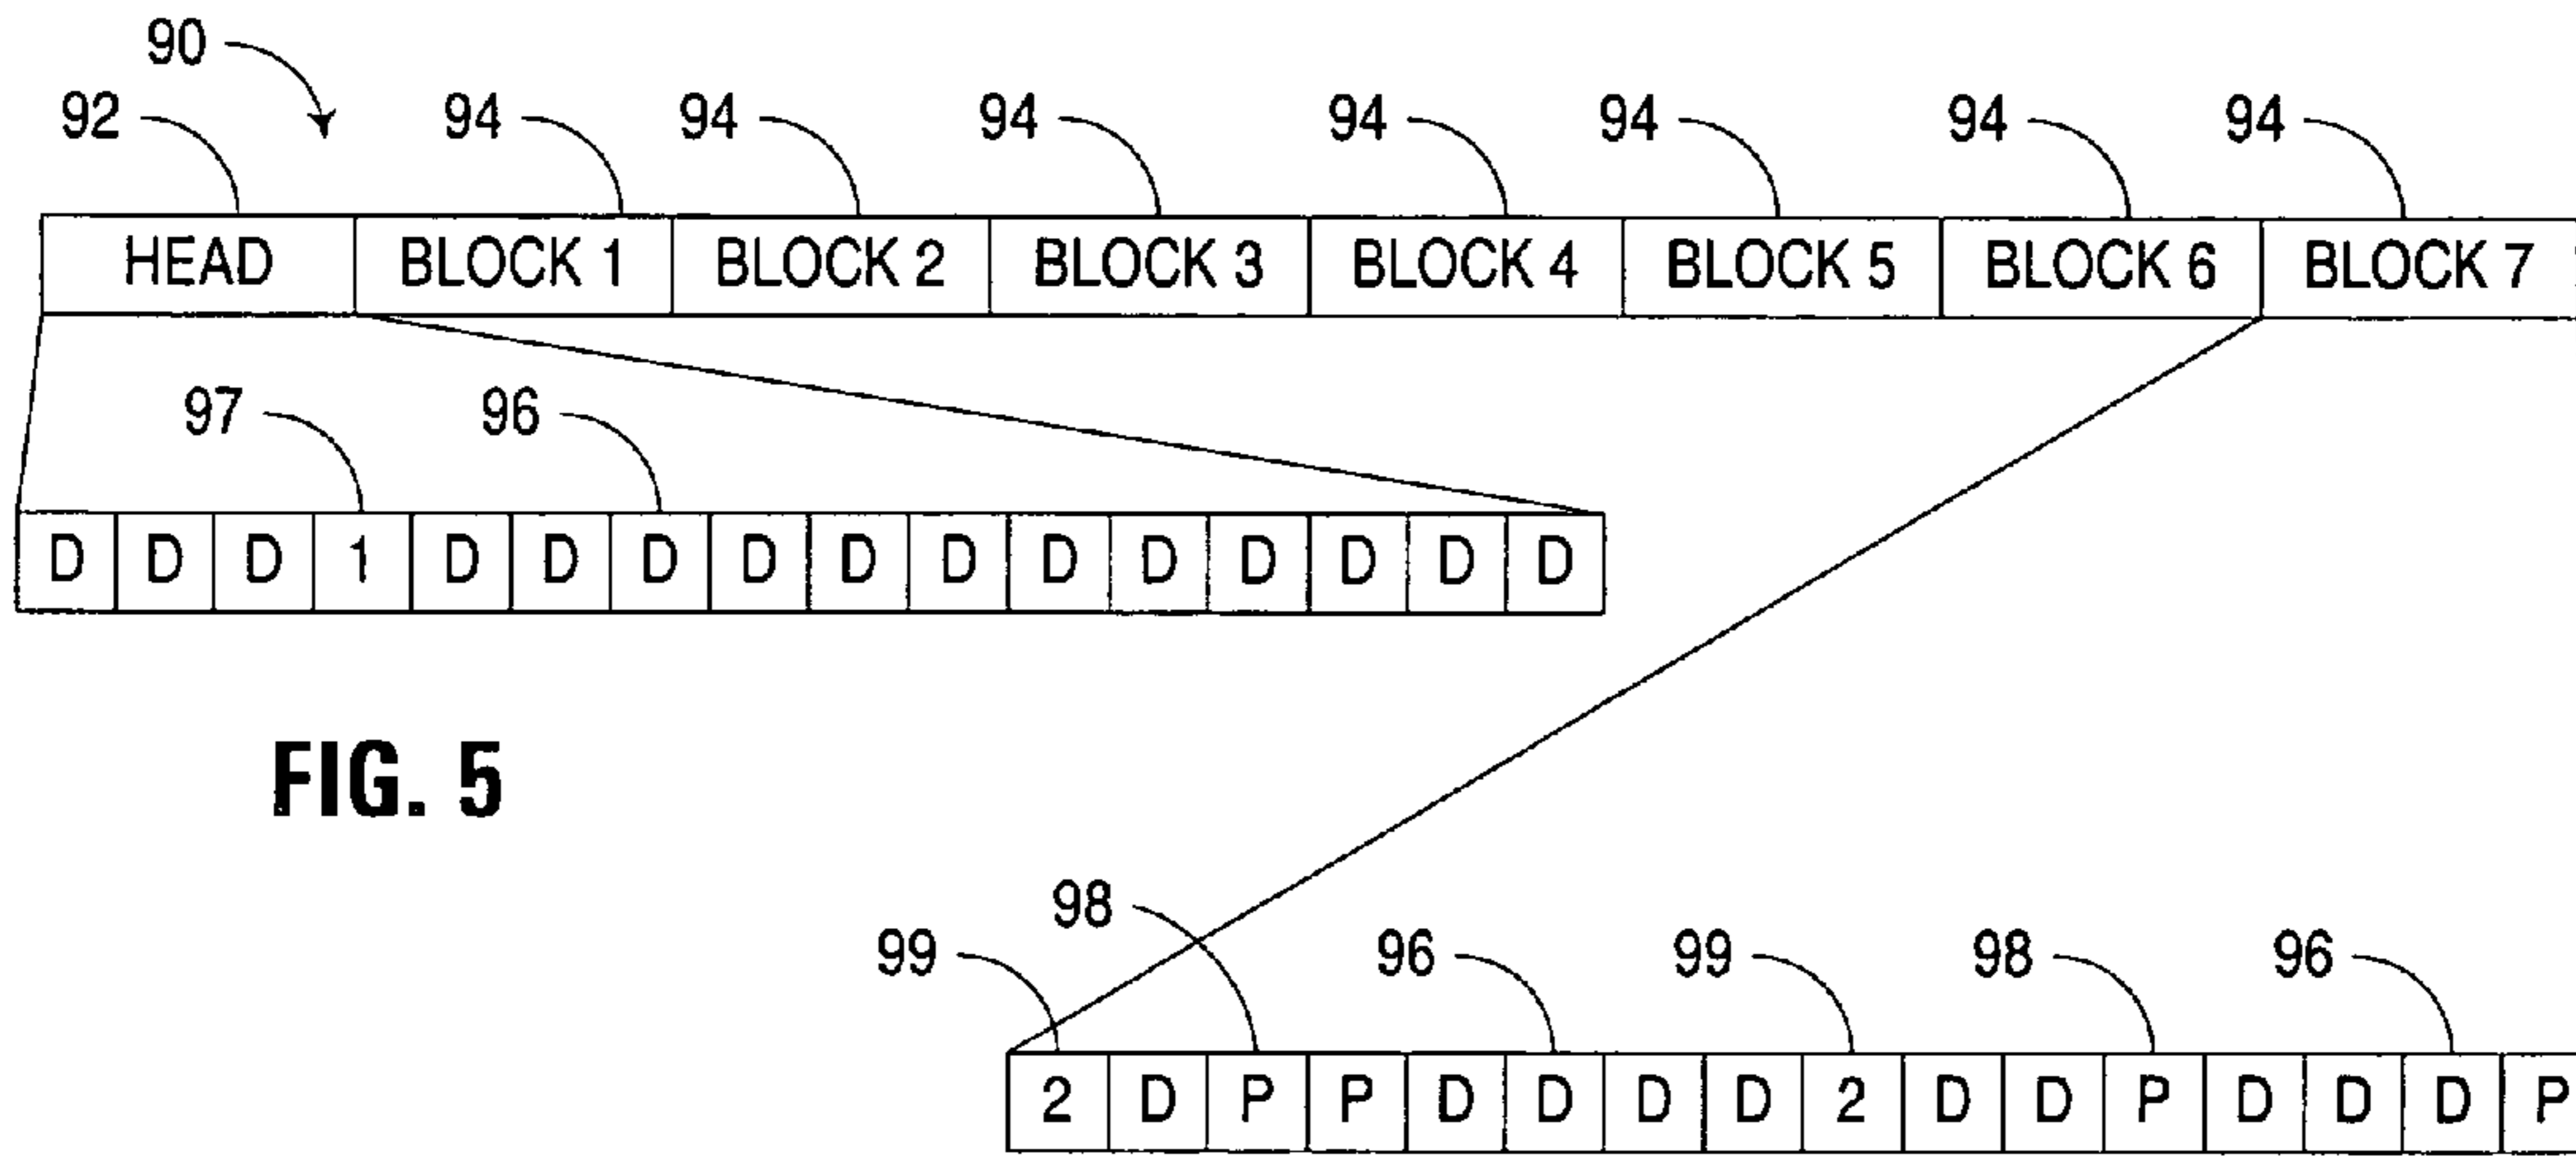 90
92 94 94 94 94 94 94 94
HEAD BLOCK 1 BLOCK 2 BLOCK 3 BLOCK 4 BLOCK 5 BLOCK 6 BLOCK 7
97 96
D D D 1 D D D D D D D D D D D D
FIG. 5
98
99 96 99 98 96
2 D P P D D D D 2 D D P D D D P